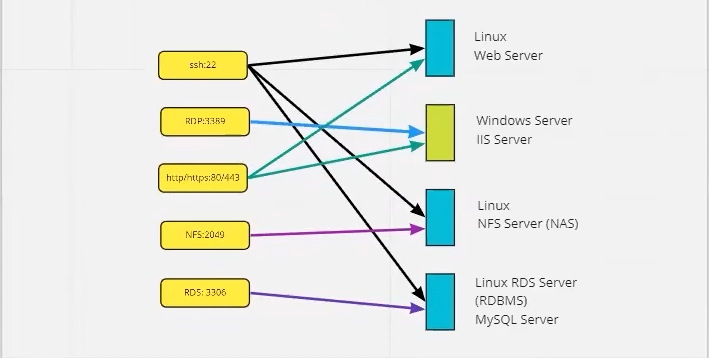 ssh:22
RDP:3389
http/https:80/443
NFS:2049
RDS: 3306
Linux
Web Server
Windows Server
IIS Server
Linux
NFS Server (NAS)
Linux RDS Server
(RDBMS)
MySQL Server